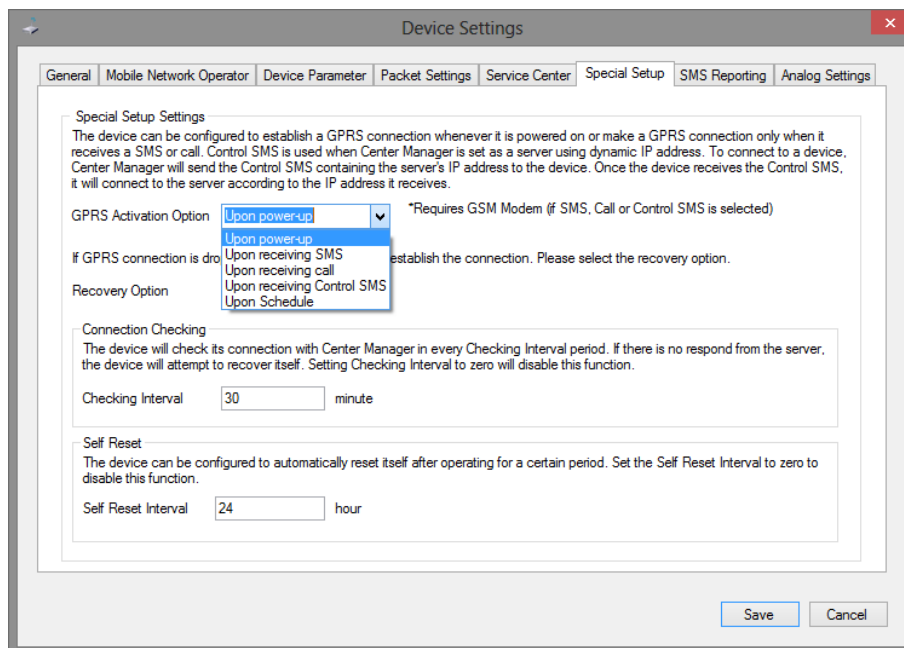 Device Settings
General Mobile Network Operator Device Parameter Packet Settings Service Center Special Setup SMS Reporting Analog Settings
Special Setup Settings
The device can be configured to establish a GPRS connection whenever it is powered on or make a GPRS connection only when it
receives a SMS or call. Control SMS is used when Center Manager is set as a server using dynamic IP address. To connect to a device,
Center Manager will send the Control SMS containing the server's IP address to the device. Once the device receives the Control SMS,
it will connect to the server according to the IP address it receives.
GPRS Activation Option Upon power-up *Requires GSM Modem (if SMS, Call or Control SMS is selected)
Upon power-up
Upon receiving SMS
Upon receiving call
Upon receiving Control SMS
Upon Schedule
If GPRS connection is establish the connection. Please select the recovery option.
Recovery Option
Connection Checking
The device will check its connection with Center Manager in every Checking Interval period. If there is no respond from the server,
the device will attempt to recover itself. Setting Checking Interval to zero will disable this function.
Checking Interval 30 minute
Self Reset
The device can be configured to automatically reset itself after operating for a certain period. Set the Self Reset Interval to zero to
disable this function.
Self Reset Interval 24 hour
Save Cancel